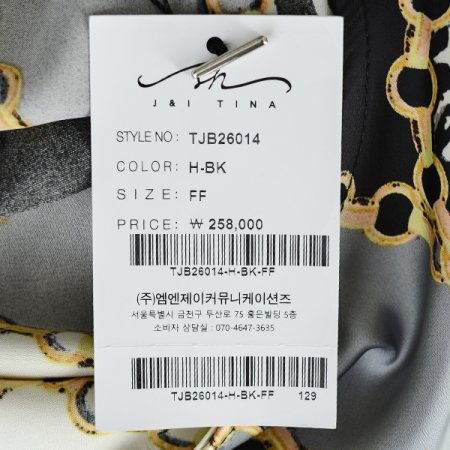 J & I TINA
STYLE NO : TJB26014
COLOR: H-BK
SIZE: FF
PRICE: ₩ 258,000
TJB26014-H-BK-FF
(주)엠엔제이커뮤니케이션즈
서울특별시 금천구 두산로 75 홍은빌딩 5층
소비자 상담실 : 070-4647-3635
TJB26014-H-BK-FF 129